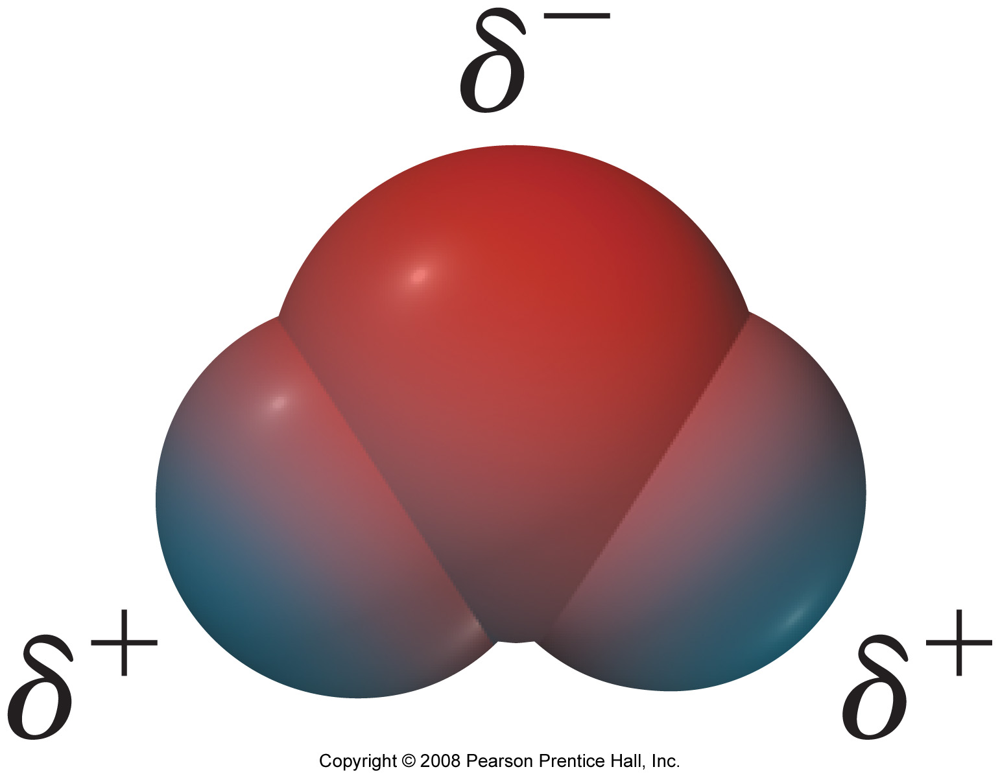 δ−
δ+
δ+
Copyright © 2008 Pearson Prentice Hall, Inc.